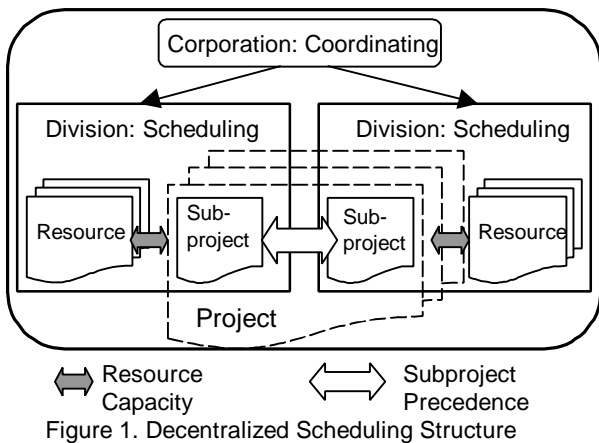 Corporation: Coordinating
Division: Scheduling
Division: Scheduling
Resource
Sub-
project
Sub-
project
Resource
Project
Resource
Capacity
Subproject
Precedence
Figure 1. Decentralized Scheduling Structure